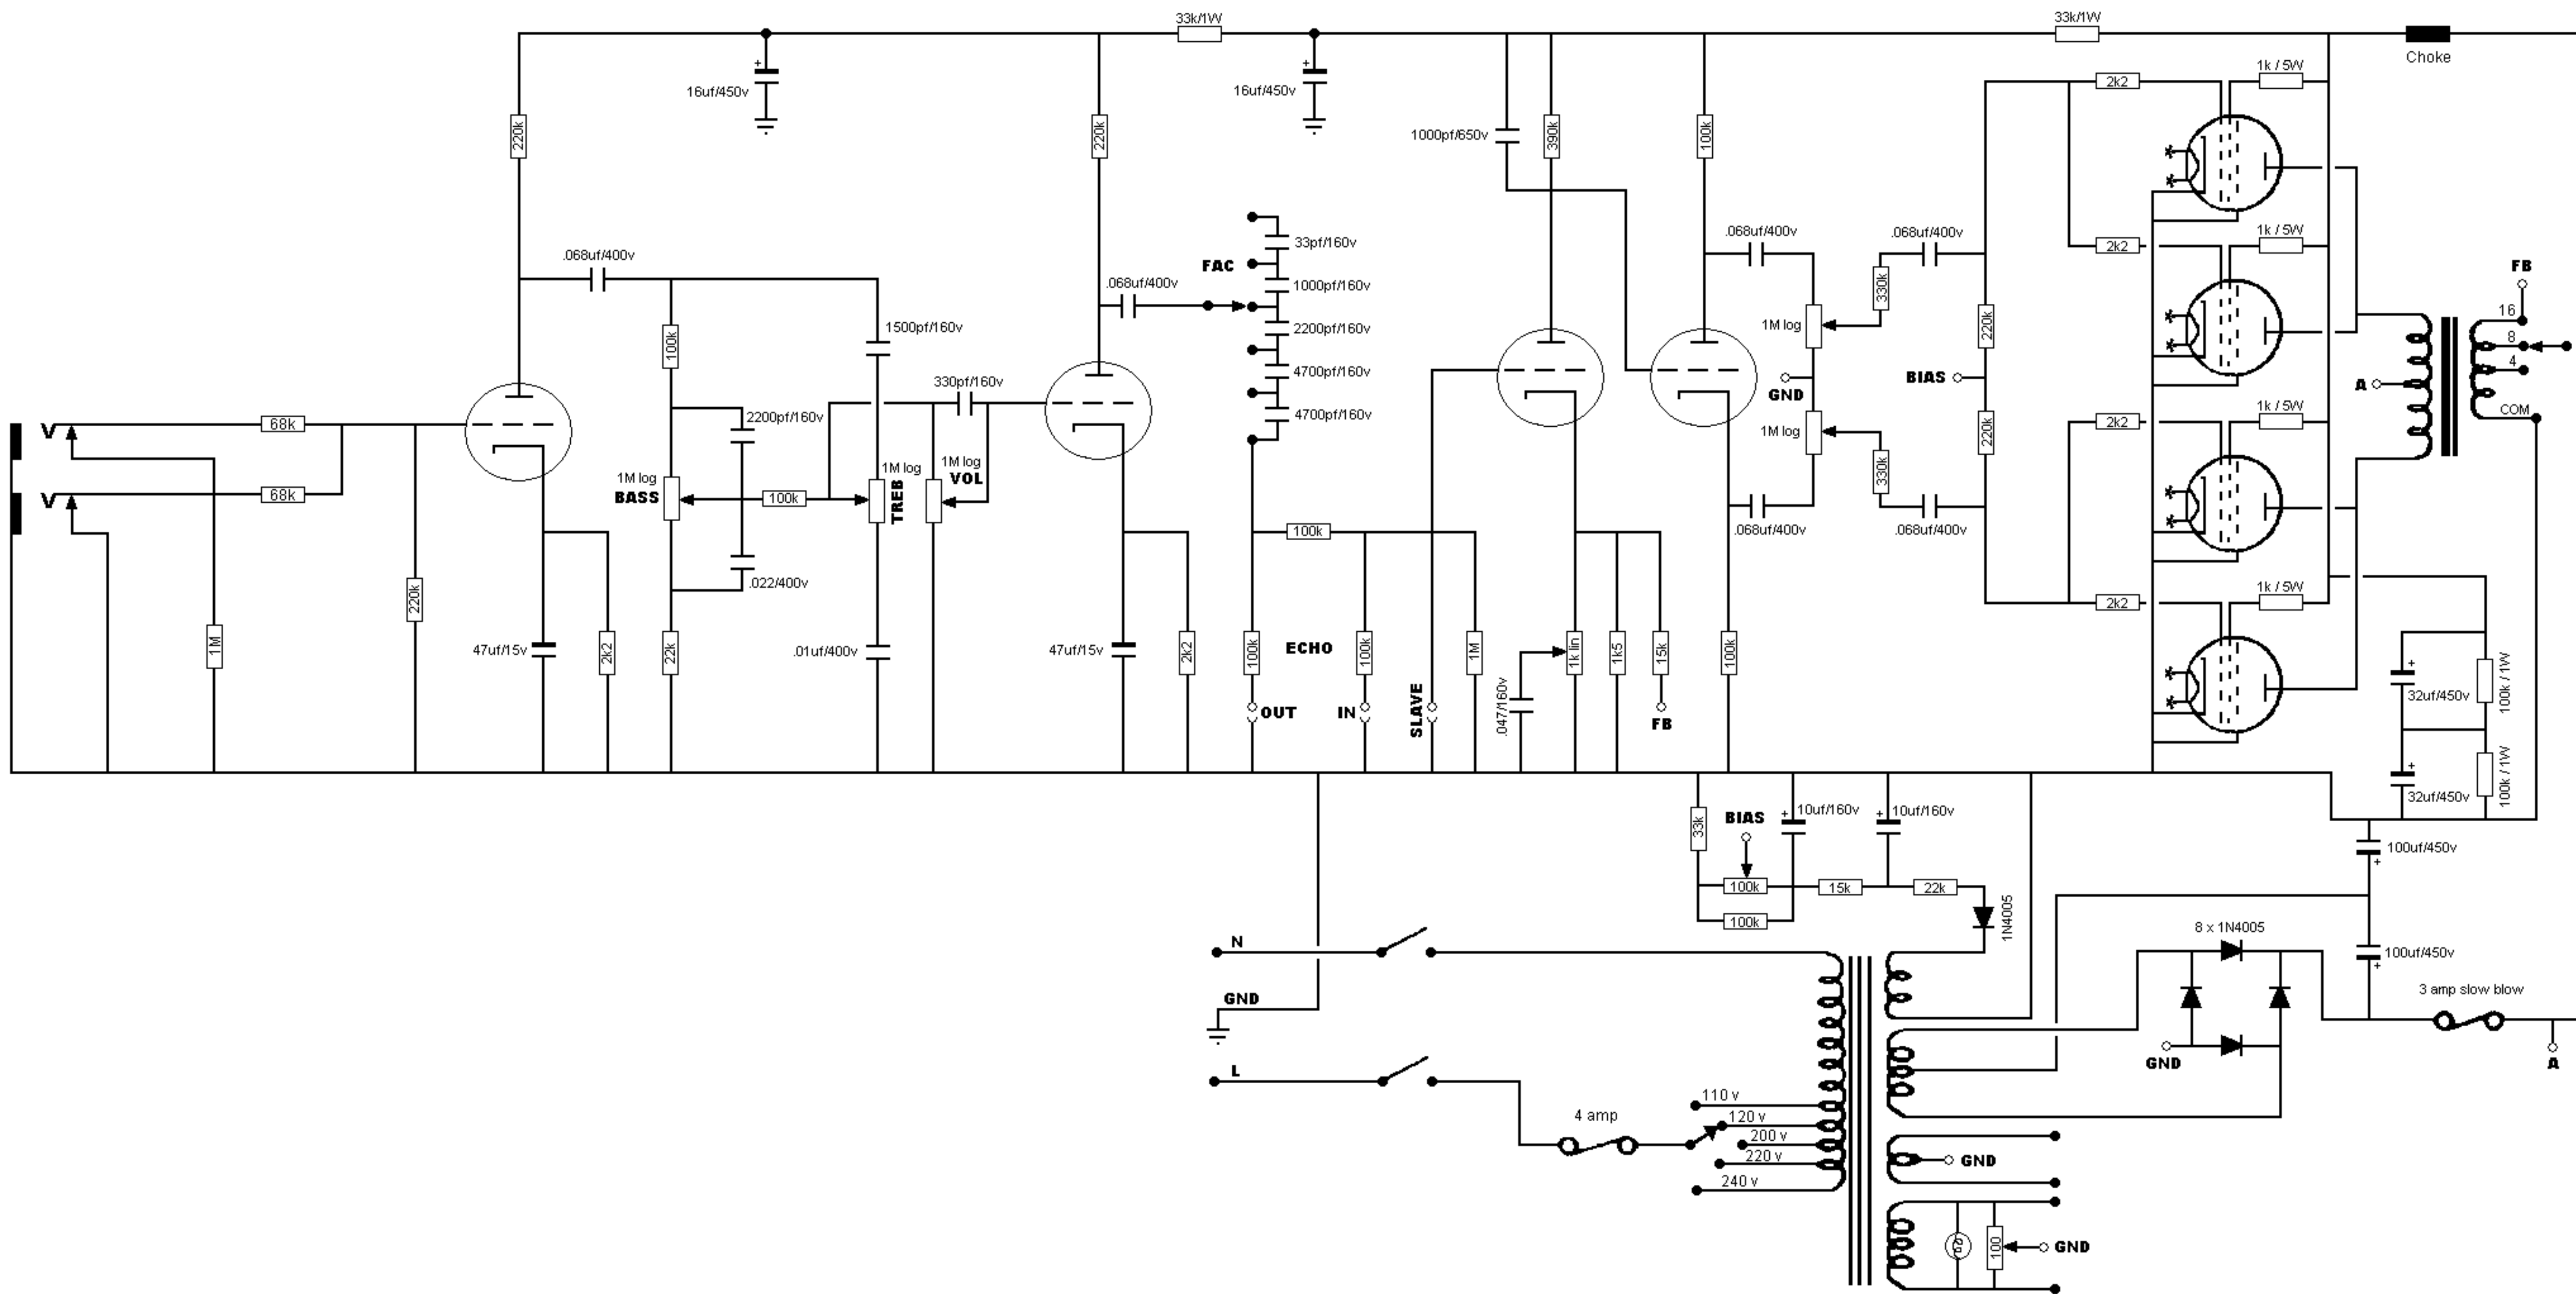 33k/1W
33k/1W
Choke
16uf/450v
16uf/450v
220k
220k
1000pf/650v
390k
100k
2k2
1k / 5W
.068uf/400v
33pf/160v
FAC
1000pf/160v
.068uf/400v
2200pf/160v
4700pf/160v
4700pf/160v
1500pf/160v
100k
330pf/160v
2200pf/160v
.068uf/400v
.068uf/400v
330k
1M log
220k
GND
BIAS
1M log
220k
330k
.068uf/400v
.068uf/400v
2k2
1k / 5W
2k2
1k / 5W
2k2
1k / 5W
FB
16
8
4
COM
A
V
68k
V
68k
1M log
BASS
100k
1M log
TREB
1M log
VOL
.022/400v
220k
1M
47uf/15v
2k2
22k
.01uf/400v
47uf/15v
2k2
100k
100k
ECHO
100k
OUT
IN
SLAVE
1M
.047/160v
1k lin
1k5
15k
FB
100k
32uf/450v
100k / 1W
32uf/450v
100k / 1W
33k
BIAS
10uf/160v
10uf/160v
100k
15k
22k
100k
1N4005
100uf/450v
8 x 1N4005
100uf/450v
3 amp slow blow
GND
A
N
GND
L
4 amp
110 v
120 v
200 v
220 v
240 v
GND
100
GND